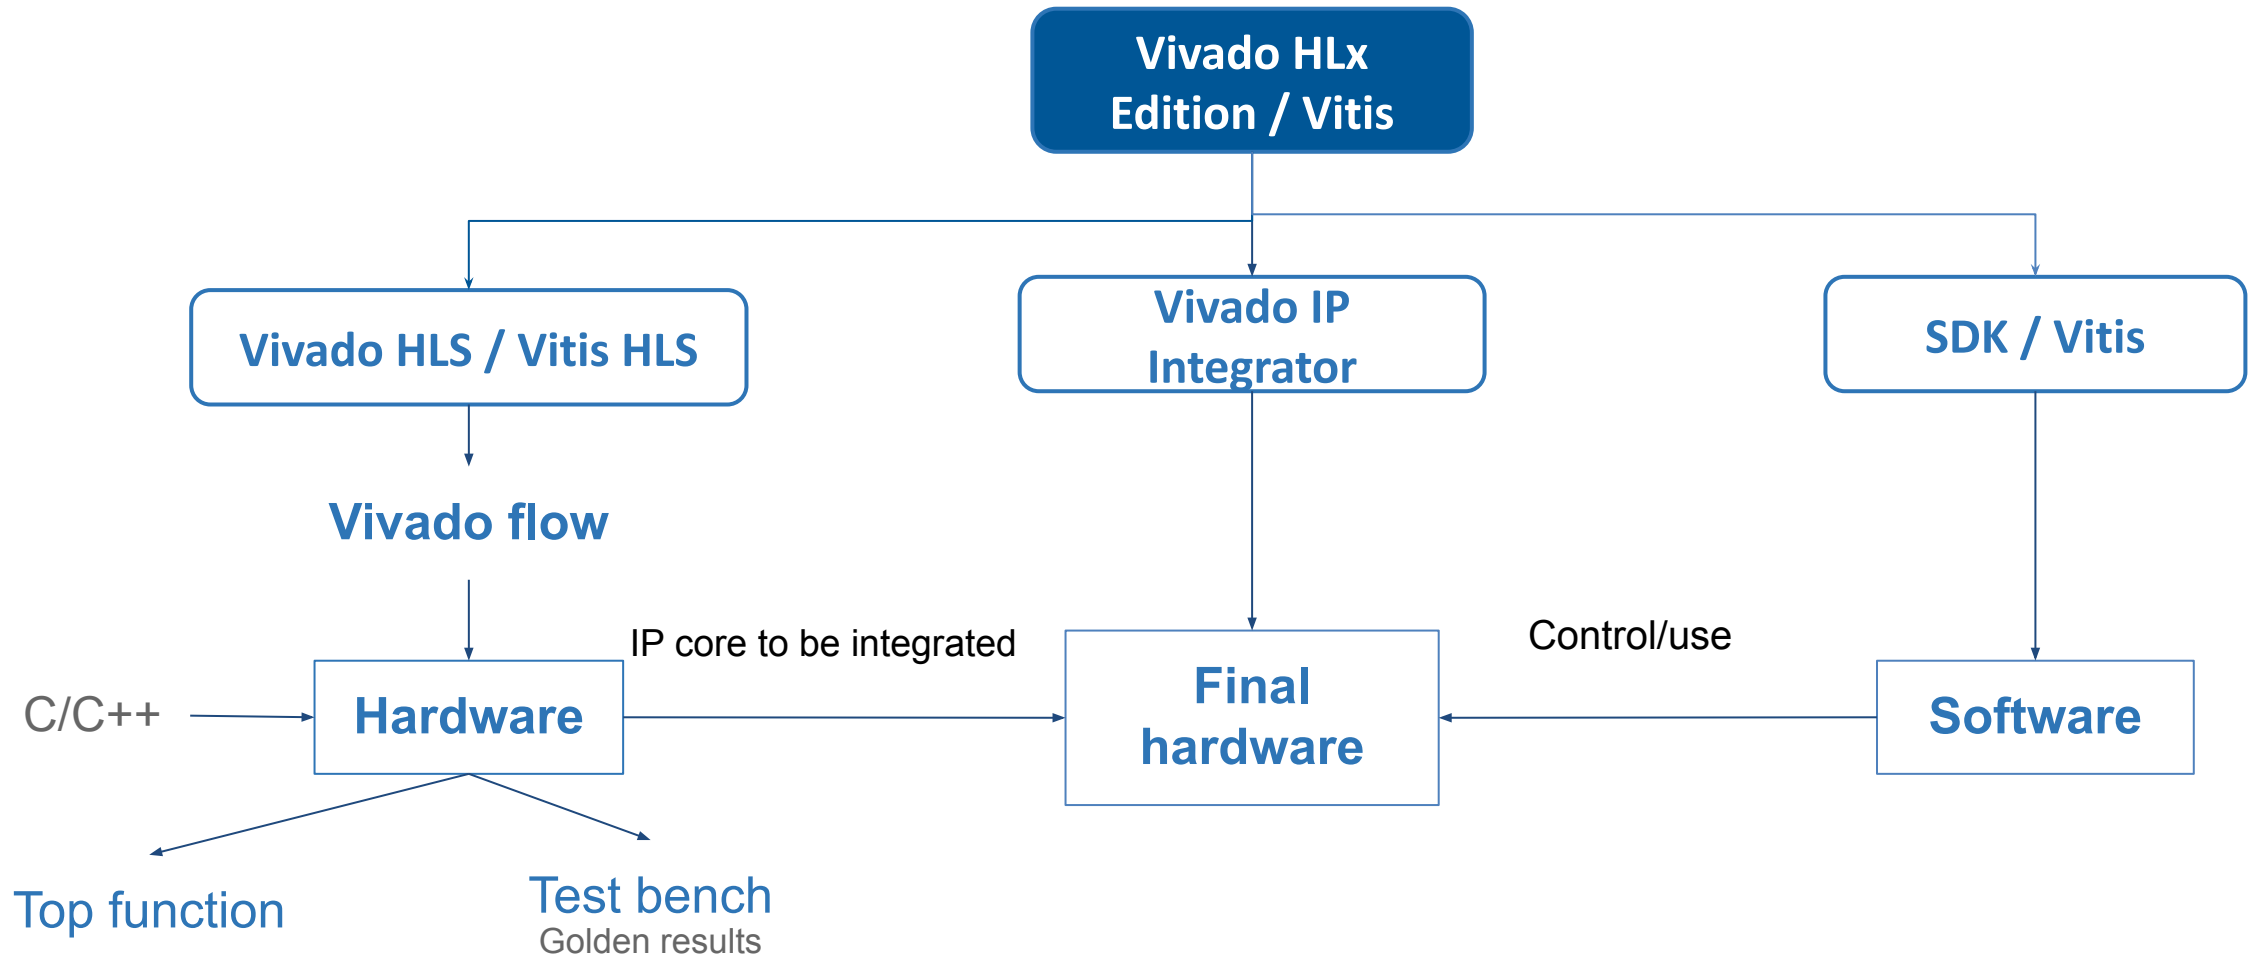 Vivado HLx
Edition / Vitis
Vivado HLS / Vitis HLS
Vivado IP
Integrator
SDK / Vitis
Vivado flow
IP core to be integrated
Control/use
C/C++
Hardware
Final
hardware
Software
Top function
Test bench
Golden results